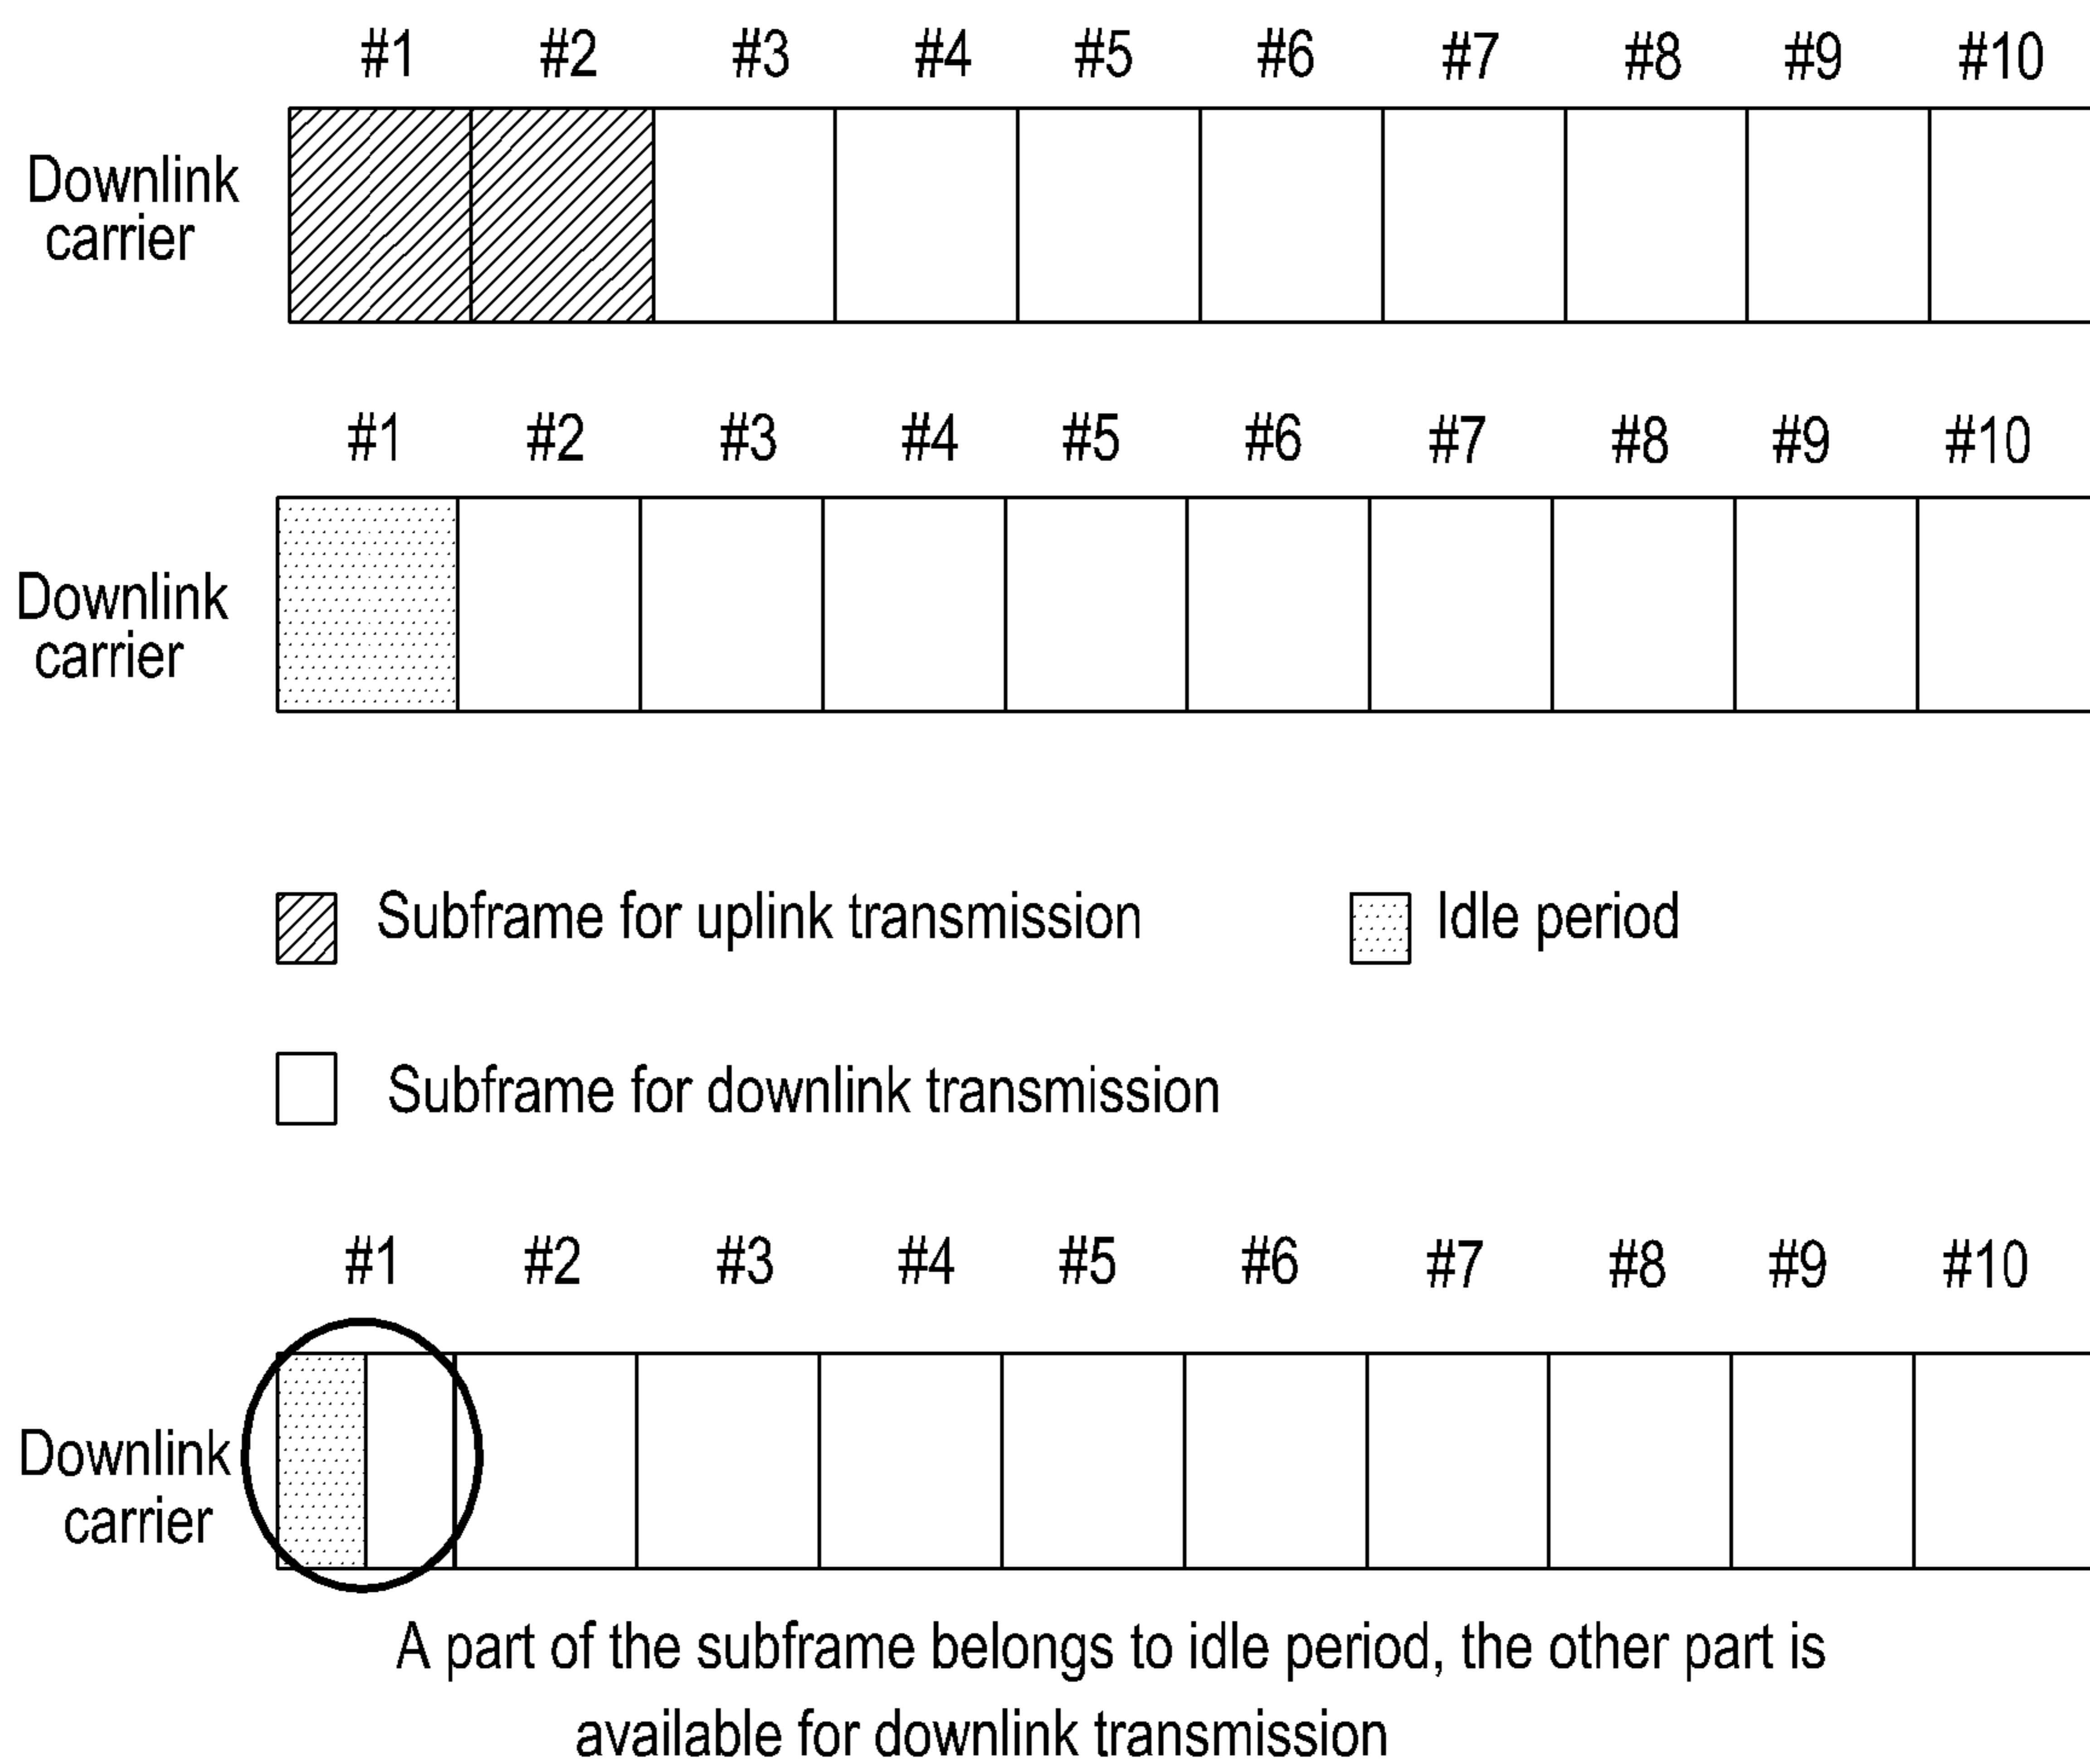 #1 #2 #3 #4 #5 #6 #7 #8 #9 #10
Downlink
carrier
#1 #2 #3 #4 #5 #6 #7 #8 #9 #10
Downlink
carrier
Subframe for uplink transmission
Idle period
Subframe for downlink transmission
#1 #2 #3 #4 #5 #6 #7 #8 #9 #10
Downlink
carrier
A part of the subframe belongs to idle period, the other part is
available for downlink transmission